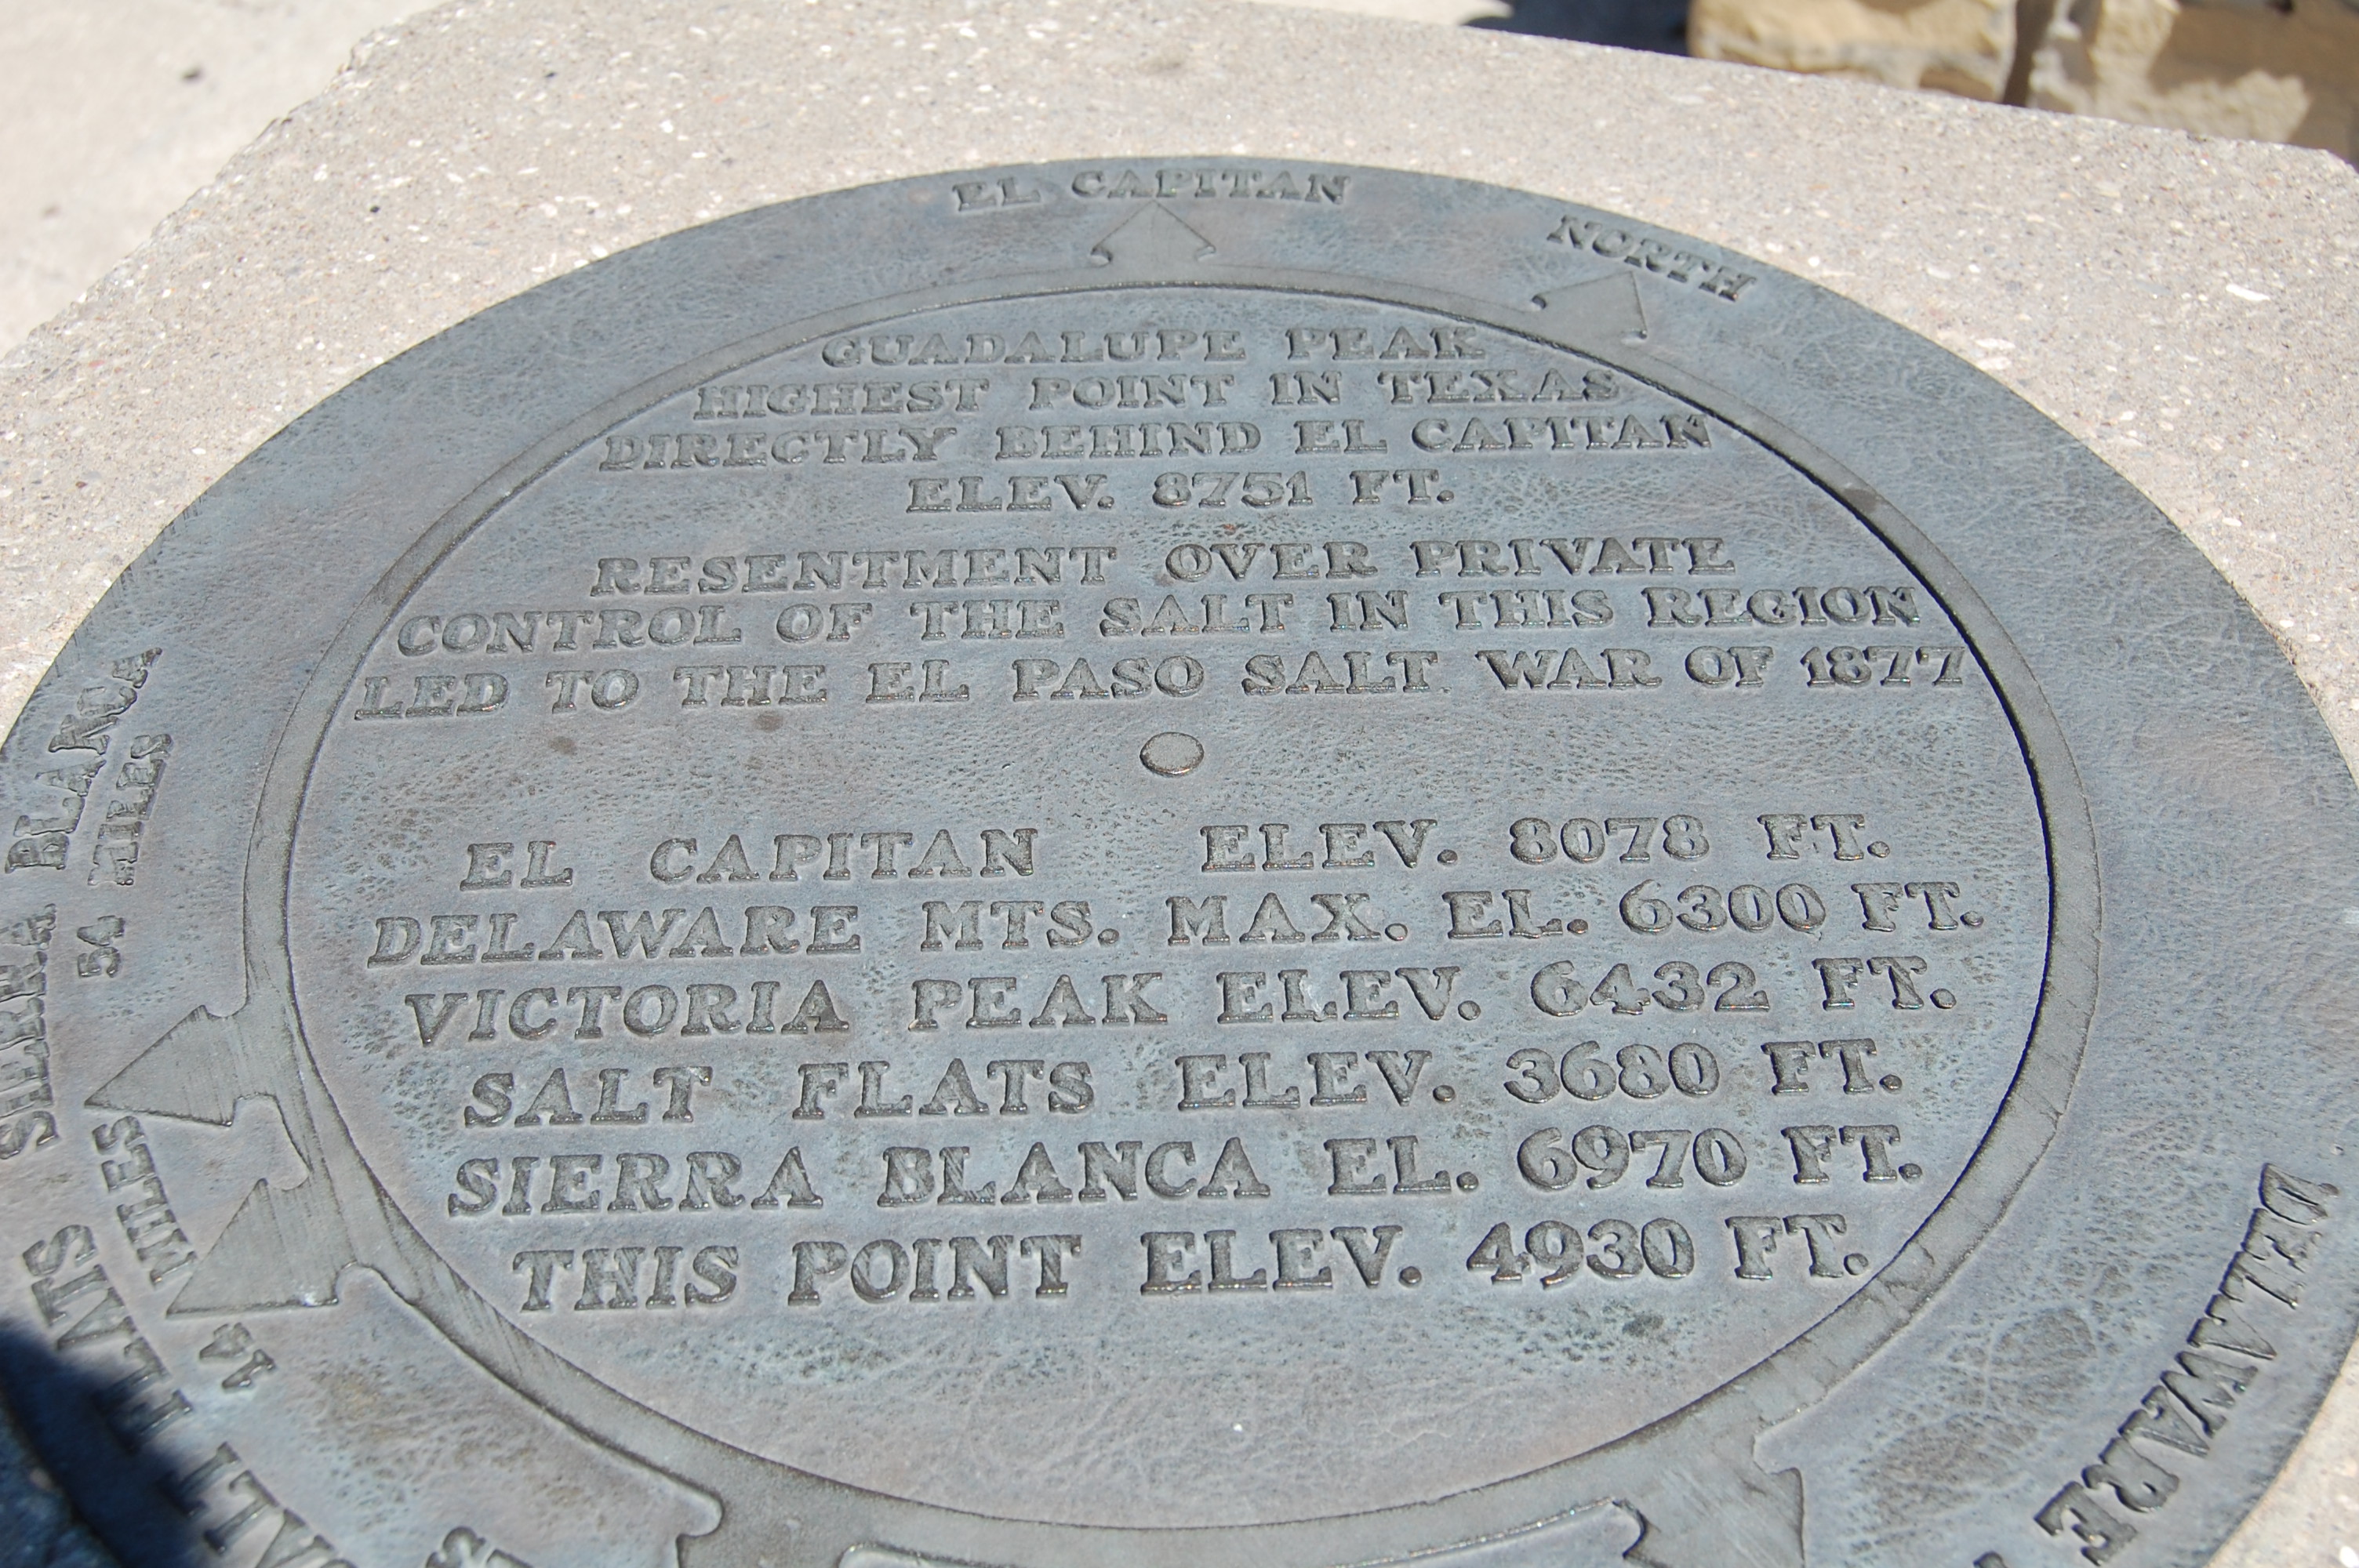 EL CAPITAN
NORTH
GUADALUPE PEAK
HIGHEST POINT IN TEXAS
DIRECTLY BEHIND EL CAPITAN
ELEV. 8751 FT.
RESENTMENT OVER PRIVATE
CONTROL OF THE SALT IN THIS REGION
LED TO THE EL PASO SALT WAR OF 1877
EL CAPITAN ELEV. 8078 FT.
DELAWARE MTS. MAX. EL. 6300 FT.
VICTORIA PEAK ELEV. 6432 FT.
SALT FLATS ELEV. 3680 FT.
SIERRA BLANCA EL. 6970 FT.
THIS POINT ELEV. 4930 FT.
SIERRA BLANCA
54 MILES
SALT FLATS
14 MILES
DELAWARE